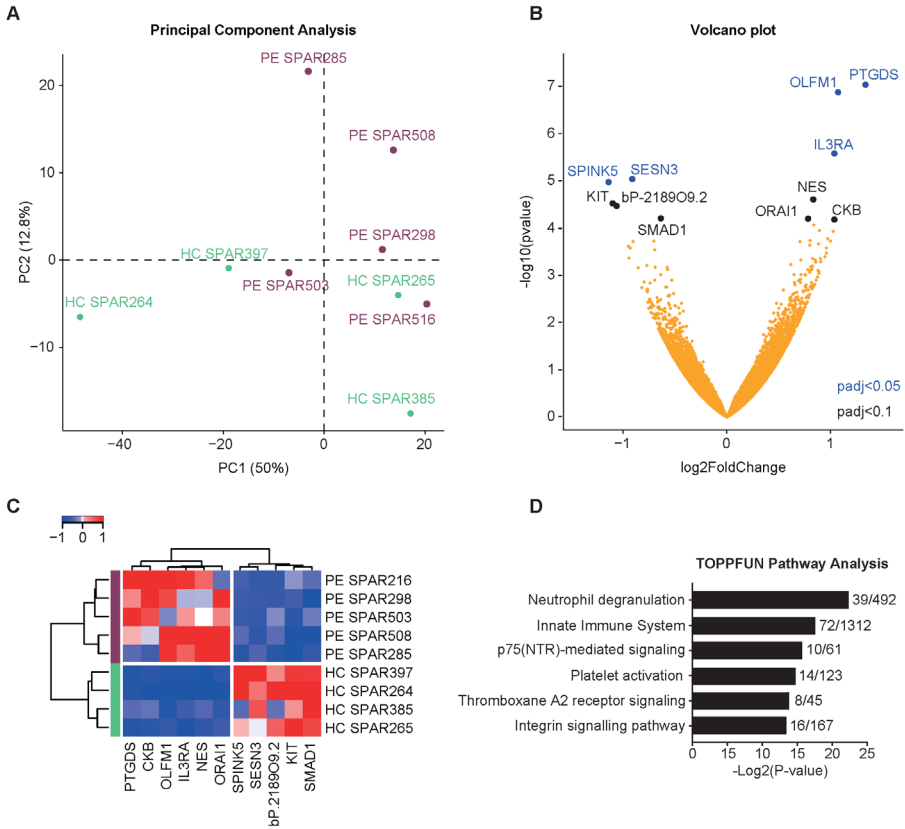 A
Principal Component Analysis
PE SPAR285
20
PE SPAR508
10
PC2 (12.8%)
PE SPAR298
HC SPAR397
0
PE SPAR503
HC SPAR265
HC SPAR264
PE SPAR516
−10
HC SPAR385
−40
−20
0
20
PC1 (50%)
B
Volcano plot
7
OLFM1
PTGDS
6
IL3RA
SPINK5
SESN3
5
KIT
bP-2189O9.2
NES
SMAD1
ORAI1
CKB
4
-log10(pvalue)
3
2
1
padj<0.05
padj<0.1
0
−1
0
1
log2FoldChange
C
−1 0 1
PE SPAR216
PE SPAR298
PE SPAR503
PE SPAR508
PE SPAR285
HC SPAR397
HC SPAR264
HC SPAR385
HC SPAR265
PTGDS
CKB
OLFM1
IL3RA
NES
ORAI1
SPINK5
SESN3
bP.2189O9.2
KIT
SMAD1
D
TOPPFUN Pathway Analysis
Neutrophil degranulation 39/492
Innate Immune System 72/1312
p75(NTR)-mediated signaling 10/61
Platelet activation 14/123
Thromboxane A2 receptor signaling 8/45
Integrin signalling pathway 16/167
0 5 10 15 20 25
-Log2(P-value)